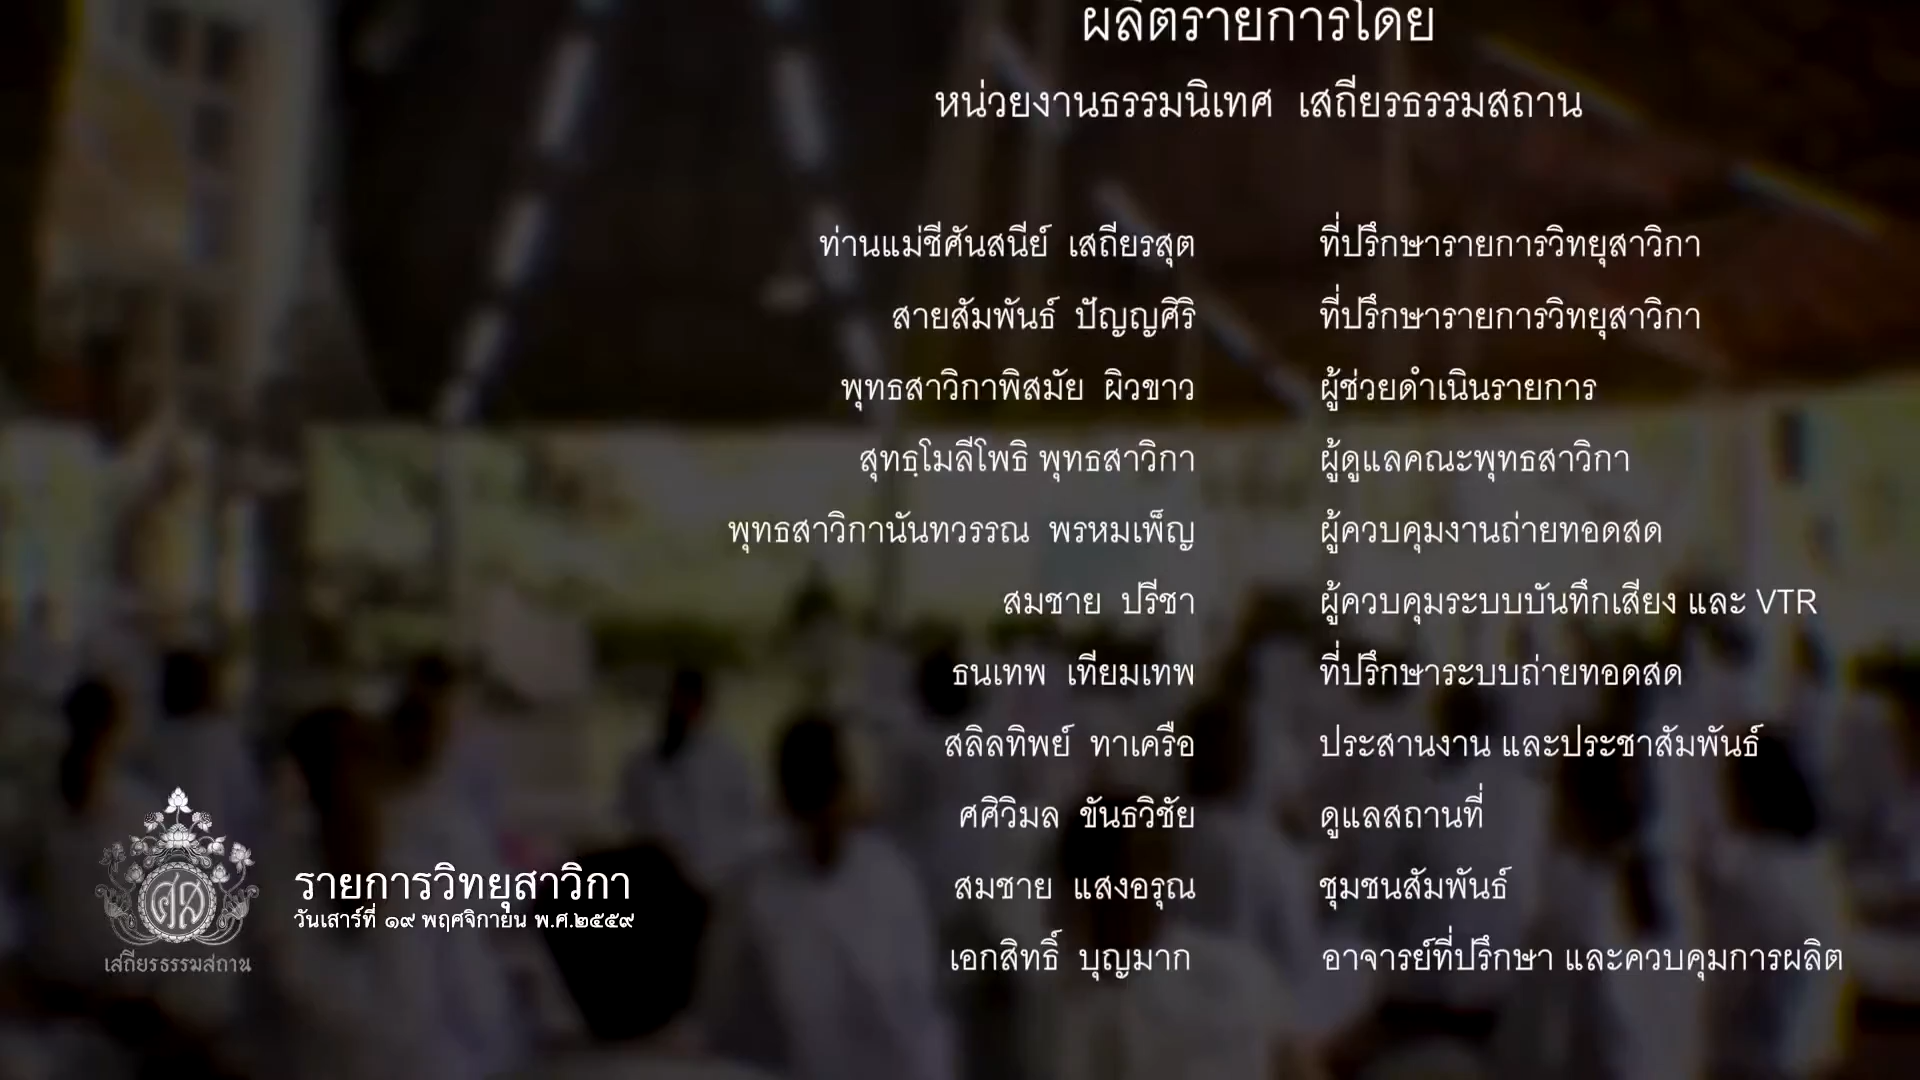 ผลิตรายการโดย
หน่วยงานธรรมนิเทศ เสถียรธรรมสถาน
ท่านแม่ชีศันสนีย์ เสถียรสุต ที่ปรึกษารายการวิทยุสาวิกา
สายสัมพันธ์ ปัญญศิริ ที่ปรึกษารายการวิทยุสาวิกา
พุทธสาวิกาพิสมัย ผิวขาว ผู้ช่วยดำเนินรายการ
สุทธฺโมลีโพธิ พุทธสาวิกา ผู้ดูแลคณะพุทธสาวิกา
พุทธสาวิกานันทวรรณ พรหมเพ็ญ ผู้ควบคุมงานถ่ายทอดสด
สมชาย ปรีชา ผู้ควบคุมระบบบันทึกเสียง และ VTR
ธนเทพ เทียมเทพ ที่ปรึกษาระบบถ่ายทอดสด
สลิลทิพย์ ทาเครือ ประสานงาน และประชาสัมพันธ์
ศศิวิมล ขันธวิชัย ดูแลสถานที่
สมชาย แสงอรุณ ชุมชนสัมพันธ์
เอกสิทธิ์ บุญมาก อาจารย์ที่ปรึกษา และควบคุมการผลิต
รายการวิทยุสาวิกา
วันเสาร์ที่ ๑๙ พฤศจิกายน พ.ศ.๒๕๕๙
ศส
เสถียรธรรมสถาน